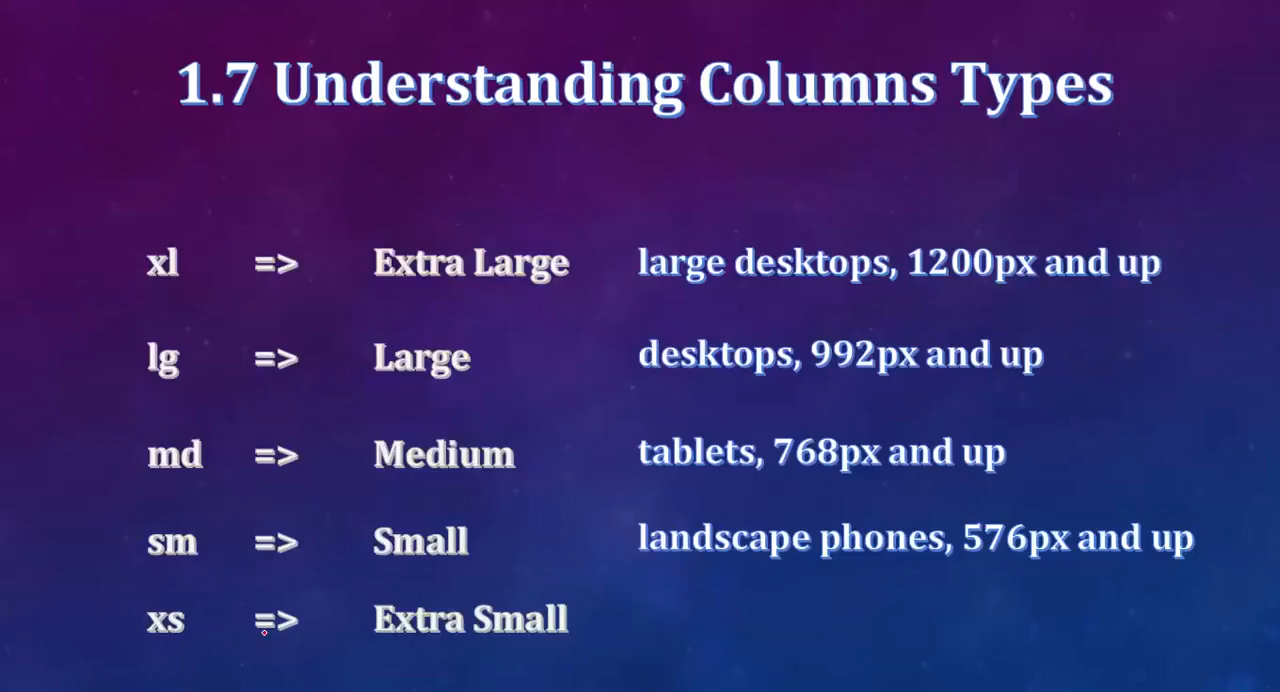 1.7 Understanding Columns Types
xl => Extra Large large desktops, 1200px and up
lg => Large desktops, 992px and up
md => Medium tablets, 768px and up
sm => Small landscape phones, 576px and up
xs => Extra Small